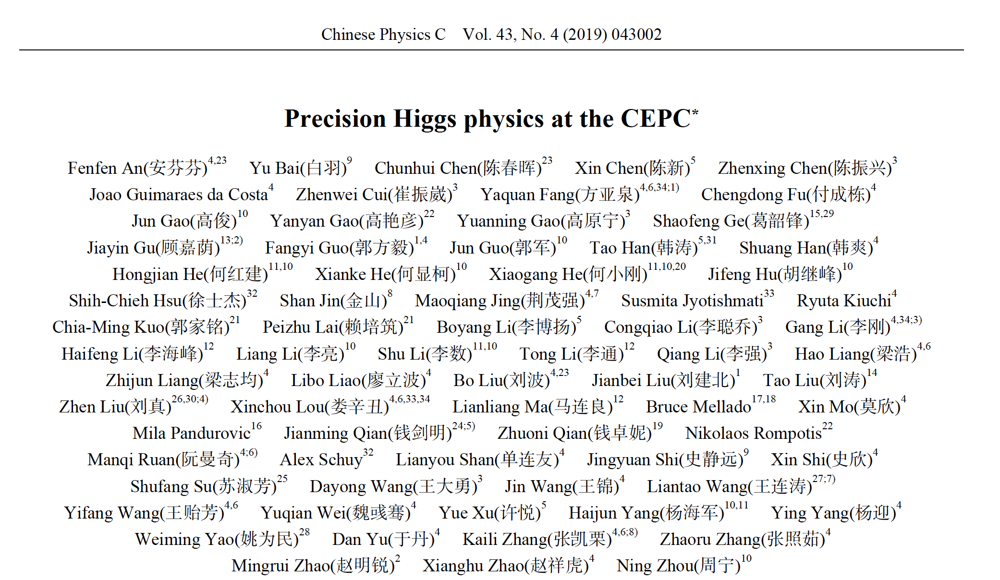 Chinese Physics C Vol. 43, No. 4 (2019) 043002
Precision Higgs physics at the CEPC*
Fenfen An(安芬芬)4,23 Yu Bai(白羽)9 Chunhui Chen(陈春晖)23 Xin Chen(陈新)5 Zhenxing Chen(陈振兴)3
Joao Guimaraes da Costa4 Zhenwei Cui(崔振崴)3 Yaquan Fang(方亚泉)4,6,34;1) Chengdong Fu(付成栋)4
Jun Gao(高俊)10 Yanyan Gao(高艳彦)22 Yuanning Gao(高原宁)3 Shaofeng Ge(葛韶锋)15,29
Jiayin Gu(顾嘉荫)13;2) Fangyi Guo(郭方毅)1,4 Jun Guo(郭军)10 Tao Han(韩涛)5,31 Shuang Han(韩爽)4
Hongjian He(何红建)11,10 Xianke He(何显柯)10 Xiaogang He(何小刚)11,10,20 Jifeng Hu(胡继峰)10
Shih-Chieh Hsu(徐士杰)32 Shan Jin(金山)8 Maoqiang Jing(荆茂强)4,7 Susmita Jyotishmati33 Ryuta Kiuchi4
Chia-Ming Kuo(郭家铭)21 Peizhu Lai(赖培筑)21 Boyang Li(李博扬)5 Congqiao Li(李聪乔)3 Gang Li(李刚)4,34;3)
Haifeng Li(李海峰)12 Liang Li(李亮)10 Shu Li(李数)11,10 Tong Li(李通)12 Qiang Li(李强)3 Hao Liang(梁浩)4,6
Zhijun Liang(梁志均)4 Libo Liao(廖立波)4 Bo Liu(刘波)4,23 Jianbei Liu(刘建北)1 Tao Liu(刘涛)14
Zhen Liu(刘真)26,30;4) Xinchou Lou(娄辛丑)4,6,33,34 Lianliang Ma(马连良)12 Bruce Mellado17,18 Xin Mo(莫欣)4
Mila Pandurovic16 Jianming Qian(钱剑明)24;5) Zhuoni Qian(钱卓妮)19 Nikolaos Rompotis22
Manqi Ruan(阮曼奇)4;6) Alex Schuy32 Lianyou Shan(单连友)4 Jingyuan Shi(史静远)9 Xin Shi(史欣)4
Shufang Su(苏淑芳)25 Dayong Wang(王大勇)3 Jin Wang(王锦)4 Liantao Wang(王连涛)27;7)
Yifang Wang(王贻芳)4,6 Yuqian Wei(魏彧骞)4 Yue Xu(许悦)5 Haijun Yang(杨海军)10,11 Ying Yang(杨迎)4
Weiming Yao(姚为民)28 Dan Yu(于丹)4 Kaili Zhang(张凯栗)4,6;8) Zhaoru Zhang(张照茹)4
Mingrui Zhao(赵明锐)2 Xianghu Zhao(赵祥虎)4 Ning Zhou(周宁)10